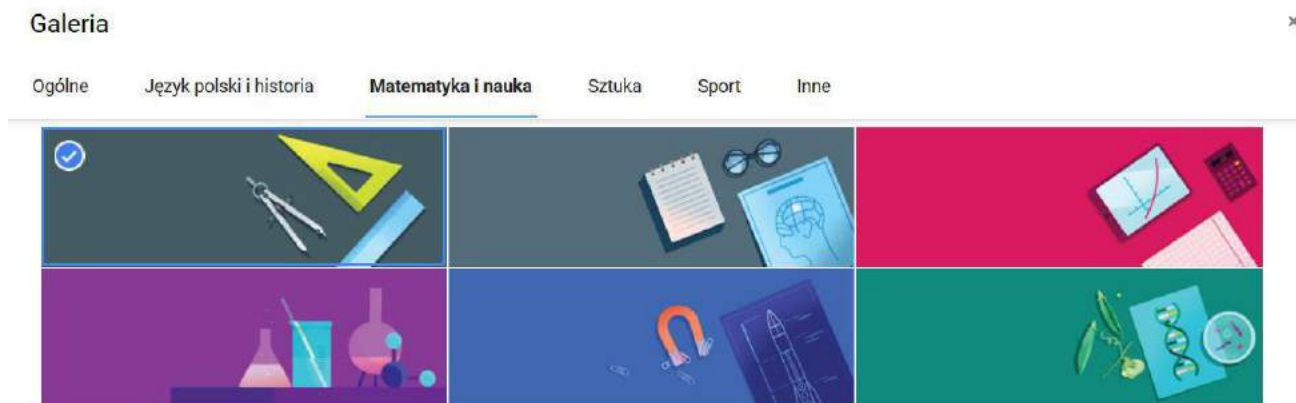 Galeria
Ogólne Język polski i historia Matematyka i nauka Sztuka Sport Inne